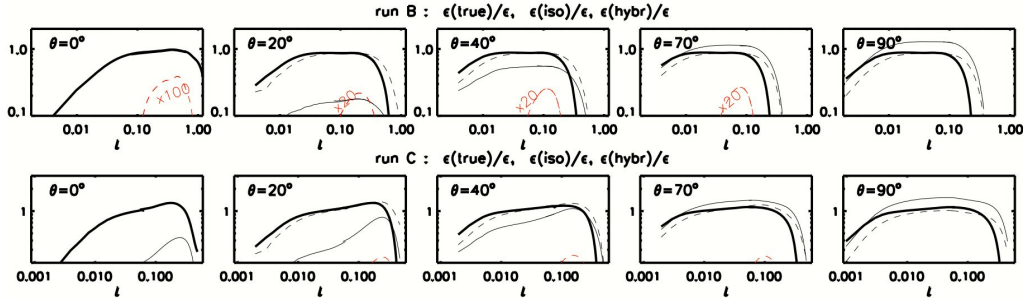 run B : ϵ(true)/ϵ, ϵ(iso)/ϵ, ϵ(hybr)/ϵ
θ=0° θ=20° θ=40° θ=70° θ=90°
1.0 1.0 1.0 1.0 1.0
x100 x20 x20 x20
0.1 0.1 0.1 0.1 0.1
0.01 0.10 1.00 0.01 0.10 1.00 0.01 0.10 1.00 0.01 0.10 1.00 0.01 0.10 1.00
l l l l l
run C : ϵ(true)/ϵ, ϵ(iso)/ϵ, ϵ(hybr)/ϵ
θ=0° θ=20° θ=40° θ=70° θ=90°
1 1 1 1 1
0.001 0.010 0.100 0.001 0.010 0.100 0.001 0.010 0.100 0.001 0.010 0.100 0.001 0.010 0.100
l l l l l